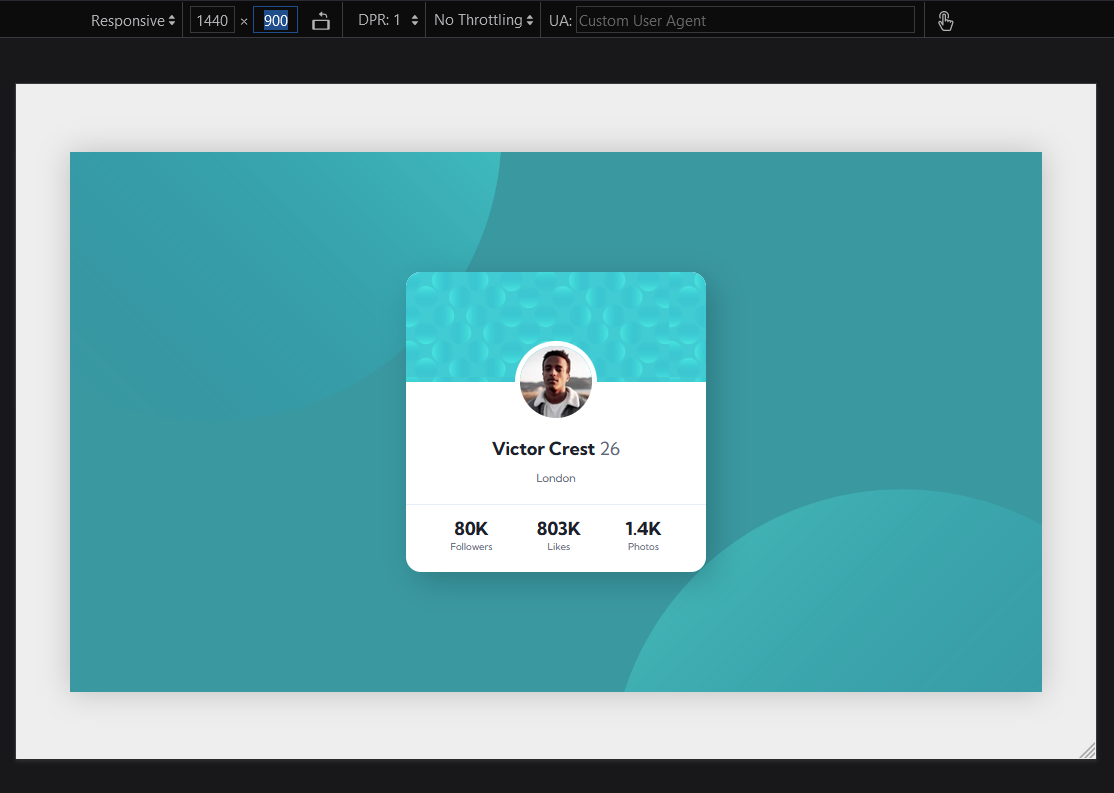 Responsive 1440 × 900 DPR: 1 No Throttling UA: Custom User Agent
Victor Crest 26
London
80K 803K 1.4K
Followers Likes Photos